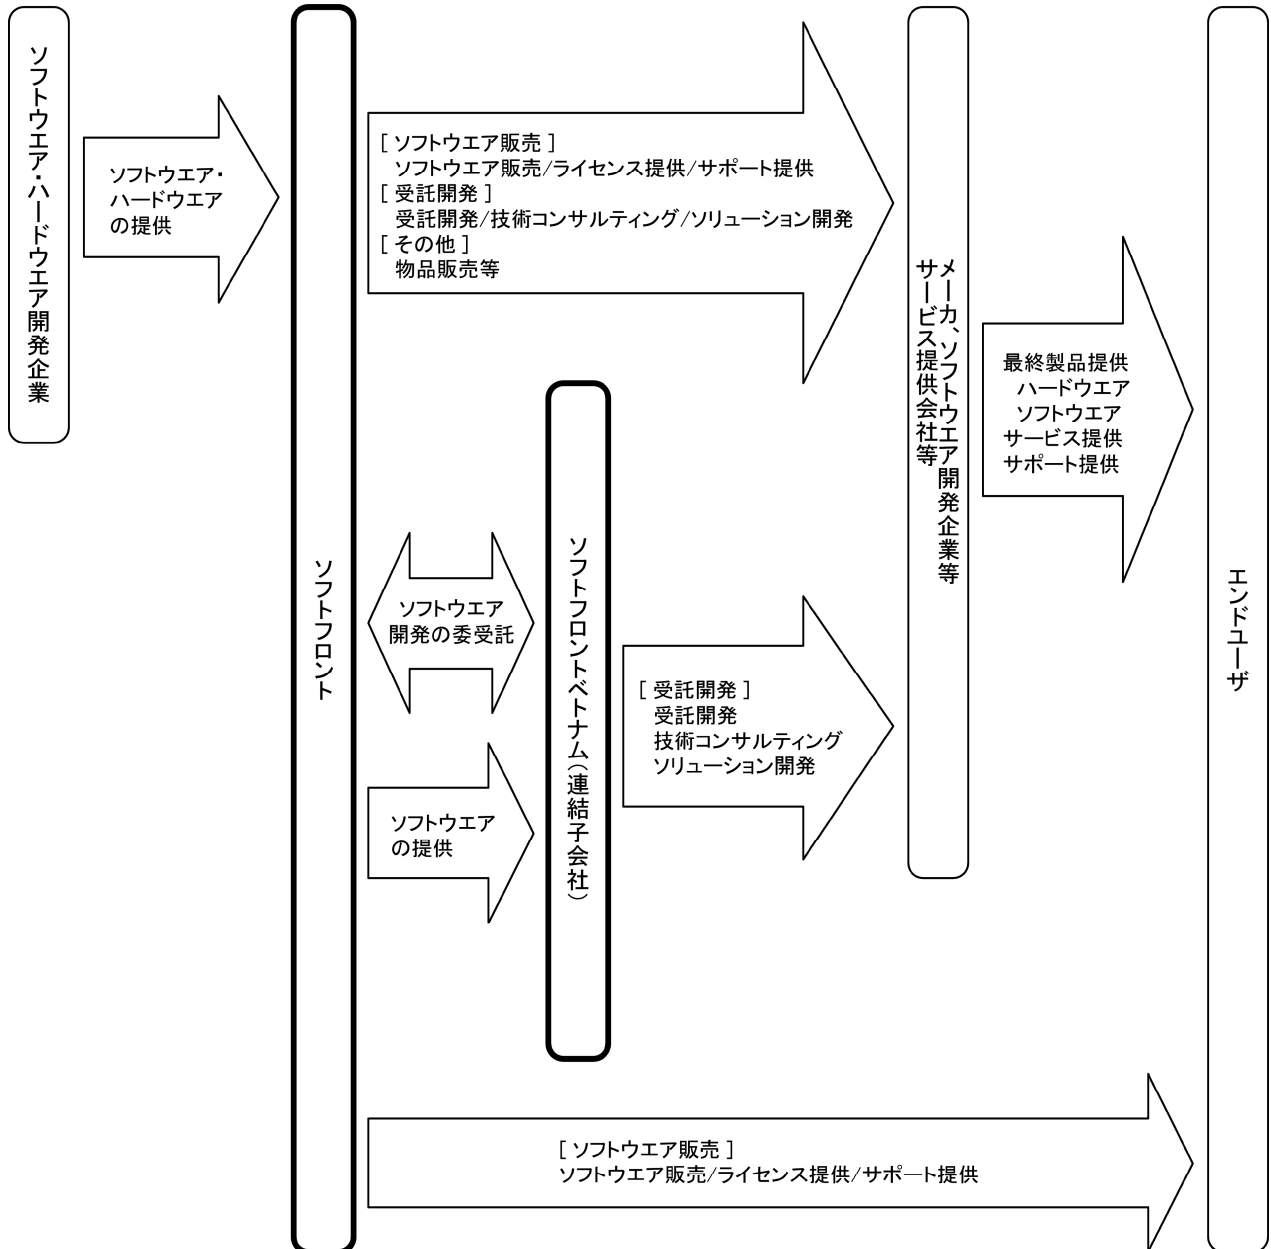 ソフトウエア・ハードウエア開発企業
ソフトウエア・
ハードウエア
の提供
ソフトフロント
[ ソフトウエア販売 ]
ソフトウエア販売/ライセンス提供/サポート提供
[ 受託開発 ]
受託開発/技術コンサルティング/ソリューション開発
[ その他 ]
物品販売等
ソフトウエア
開発の委受託
ソフトウエア
の提供
ソフトフロントベトナム(連結子会社)
[ 受託開発 ]
受託開発
技術コンサルティング
ソリューション開発
メーカ、ソフトウエア開発企業等
サービス提供会社等
最終製品提供
ハードウエア
ソフトウエア
サービス提供
サポート提供
エンドユーザ
[ ソフトウエア販売 ]
ソフトウエア販売/ライセンス提供/サポート提供